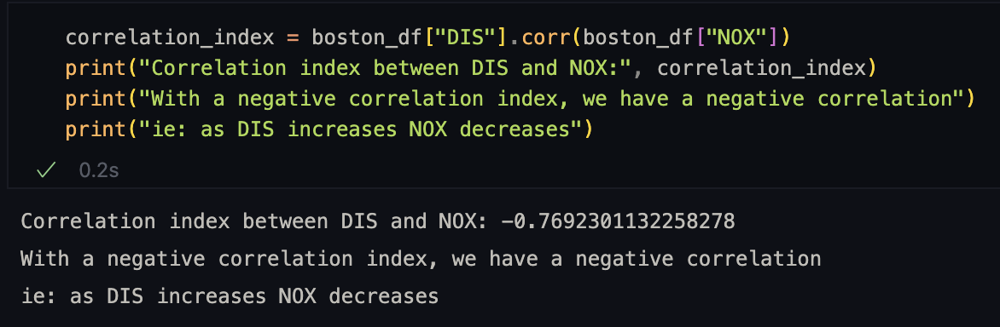 correlation_index = boston_df["DIS"].corr(boston_df["NOX"])
print("Correlation index between DIS and NOX:", correlation_index)
print("With a negative correlation index, we have a negative correlation")
print("ie: as DIS increases NOX decreases")
✓ 0.2s
Correlation index between DIS and NOX: -0.7692301132258278
With a negative correlation index, we have a negative correlation
ie: as DIS increases NOX decreases